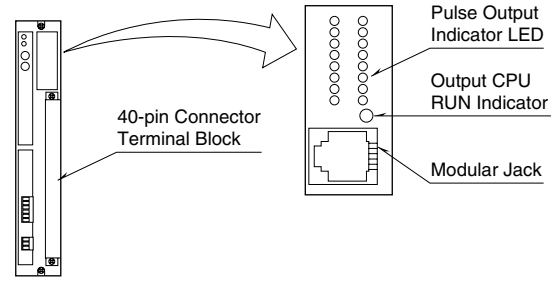 Pulse Output
Indicator LED
Output CPU
RUN Indicator
40-pin Connector
Terminal Block
Modular Jack